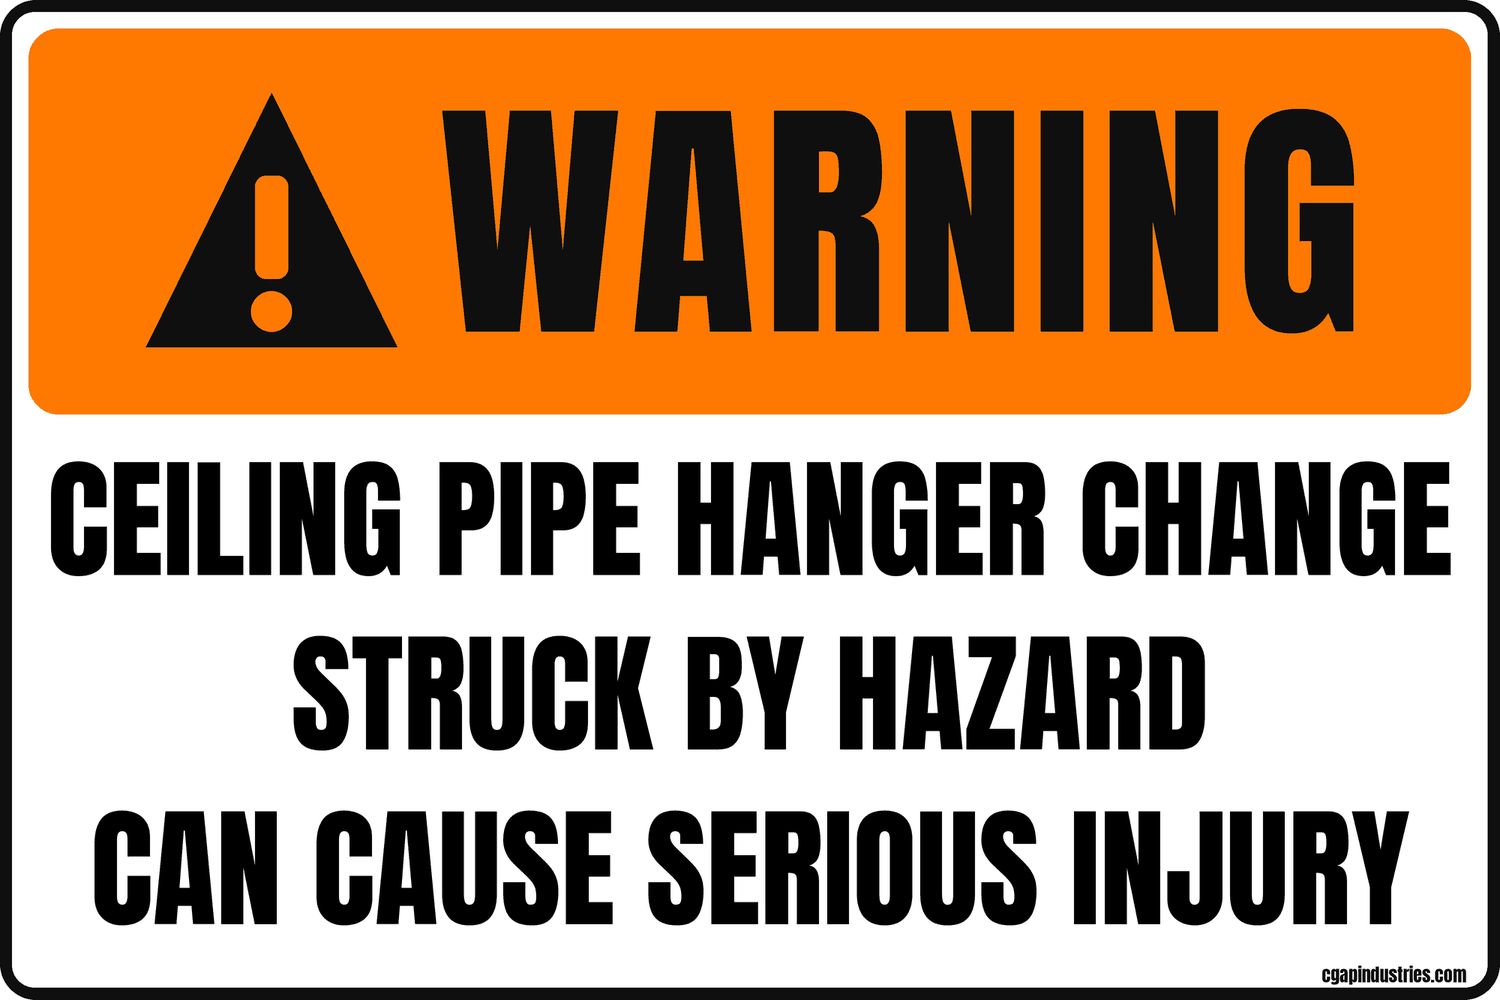 WARNING
CEILING PIPE HANGER CHANGE
STRUCK BY HAZARD
CAN CAUSE SERIOUS INJURY
cgapindustries.com